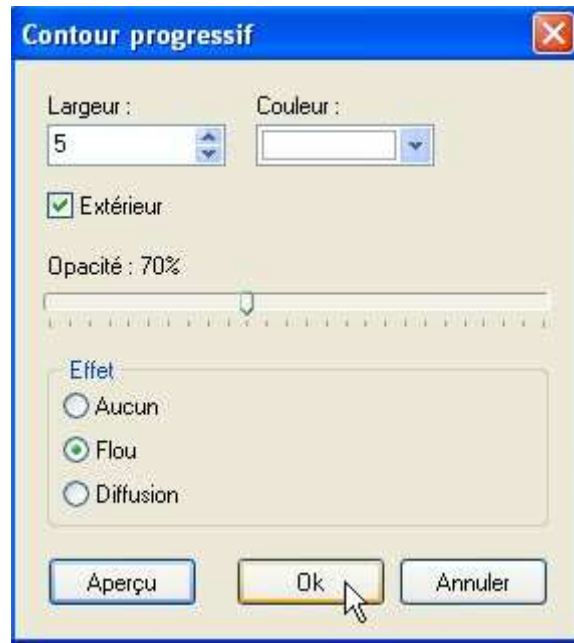 Contour progressif
Largeur : Couleur :
5
Extérieur
Opacité : 70%
Effet
Aucun
Flou
Diffusion
Aperçu Ok Annuler